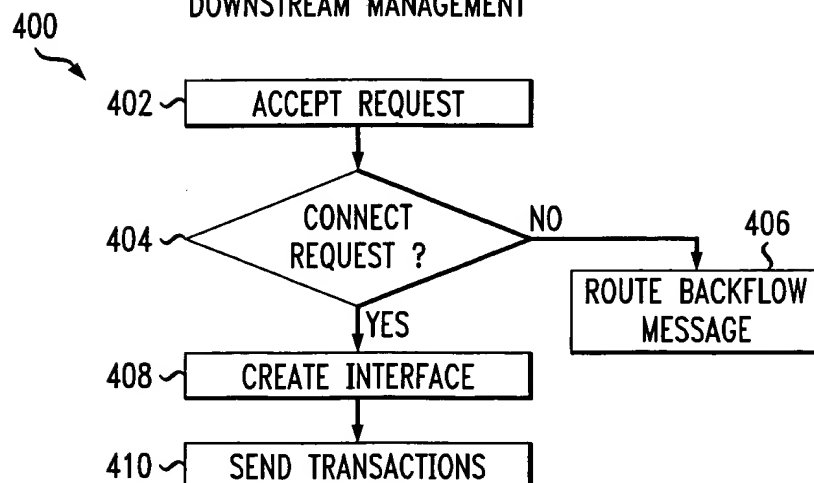 DOWNSTREAM MANAGEMENT
400
402
ACCEPT REQUEST
404
CONNECT
REQUEST ?
NO
406
ROUTE BACKFLOW
MESSAGE
YES
408
CREATE INTERFACE
410
SEND TRANSACTIONS